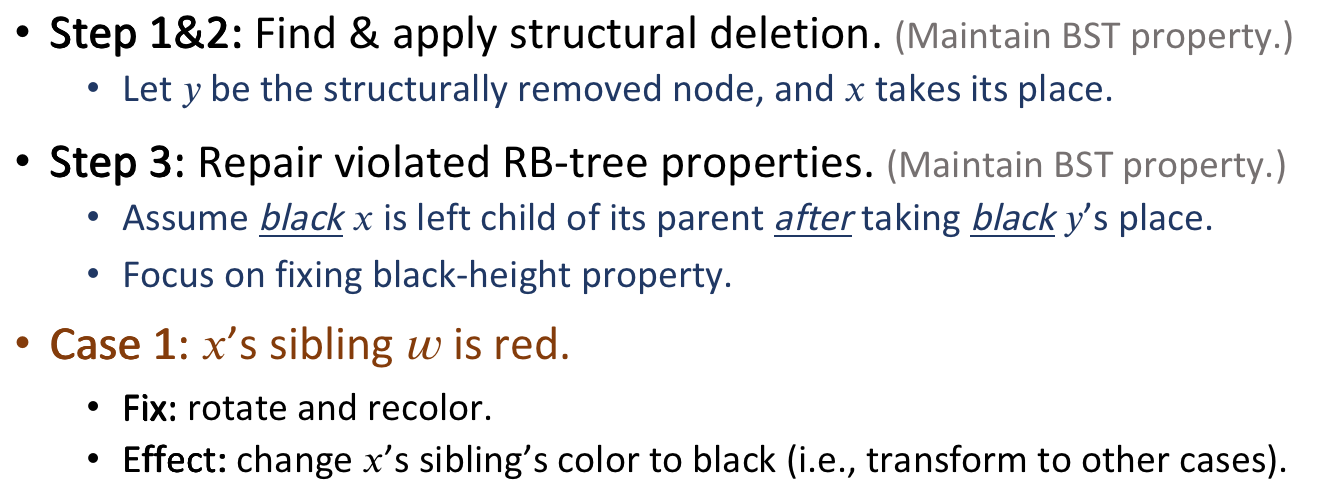 • Step 1&2: Find & apply structural deletion. (Maintain BST property.)
• Let y be the structurally removed node, and x takes its place.
• Step 3: Repair violated RB-tree properties. (Maintain BST property.)
• Assume black x is left child of its parent after taking black y’s place.
• Focus on fixing black-height property.
• Case 1: x’s sibling w is red.
• Fix: rotate and recolor.
• Effect: change x’s sibling’s color to black (i.e., transform to other cases).